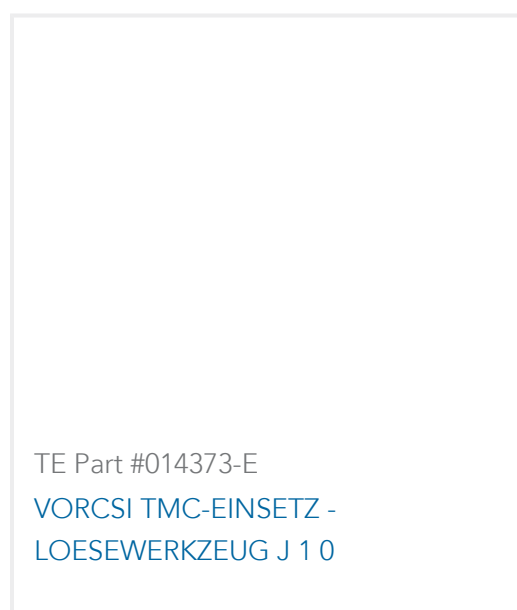 TE Part #014373-E
VORCSI TMC-EINSETZ -
LOESEWERKZEUG J 1 0